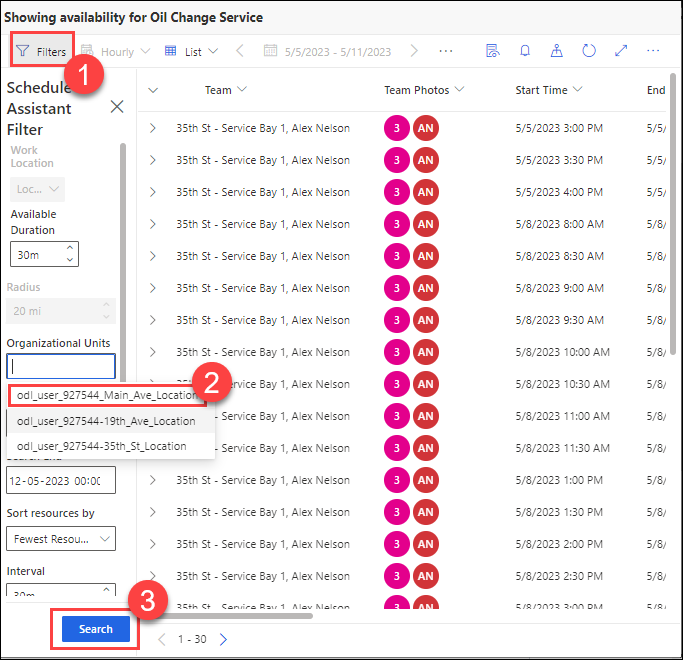 Showing availability for Oil Change Service
Filters
Hourly
List
5/5/2023 - 5/11/2023
1
Schedule
Assistant
Filter
Work
Location
Loc...
Available
Duration
30m
Radius
20 mi
Organizational Units
odl_user_927544_Main_Ave_Location
2
odl_user_927544-19th_Ave_Location
odl_user_927544-35th_St_Location
12-05-2023 00:00
Sort resources by
Fewest Resou...
Interval
30m
3
Search
Team Team Photos Start Time End
35th St - Service Bay 1, Alex Nelson 3 AN 5/5/2023 3:00 PM 5/5/
35th St - Service Bay 1, Alex Nelson 3 AN 5/5/2023 3:30 PM 5/5/
35th St - Service Bay 1, Alex Nelson 3 AN 5/5/2023 4:00 PM 5/5/
35th St - Service Bay 1, Alex Nelson 3 AN 5/8/2023 8:00 AM 5/8/
35th St - Service Bay 1, Alex Nelson 3 AN 5/8/2023 8:30 AM 5/8/
35th St - Service Bay 1, Alex Nelson 3 AN 5/8/2023 9:00 AM 5/8/
35th St - Service Bay 1, Alex Nelson 3 AN 5/8/2023 9:30 AM 5/8/
35th St - Service Bay 1, Alex Nelson 3 AN 5/8/2023 10:00 AM 5/8/
St - Service Bay 1, Alex Nelson 3 AN 5/8/2023 10:30 AM 5/8/
Service Bay 1, Alex Nelson 3 AN 5/8/2023 11:00 AM 5/8/
Service Bay 1, Alex Nelson 3 AN 5/8/2023 11:30 AM 5/8/
35th St - Service Bay 1, Alex Nelson 3 AN 5/8/2023 1:00 PM 5/8/
35th St - Service Bay 1, Alex Nelson 3 AN 5/8/2023 1:30 PM 5/8/
35th St - Service Bay 1, Alex Nelson 3 AN 5/8/2023 2:00 PM 5/8/
35th St - Service Bay 1, Alex Nelson 3 AN 5/8/2023 2:30 PM 5/8/
35th St - Service Bay 1, Alex Nelson 3 AN 5/8/2023 3:00 PM 5/8/
1 - 30